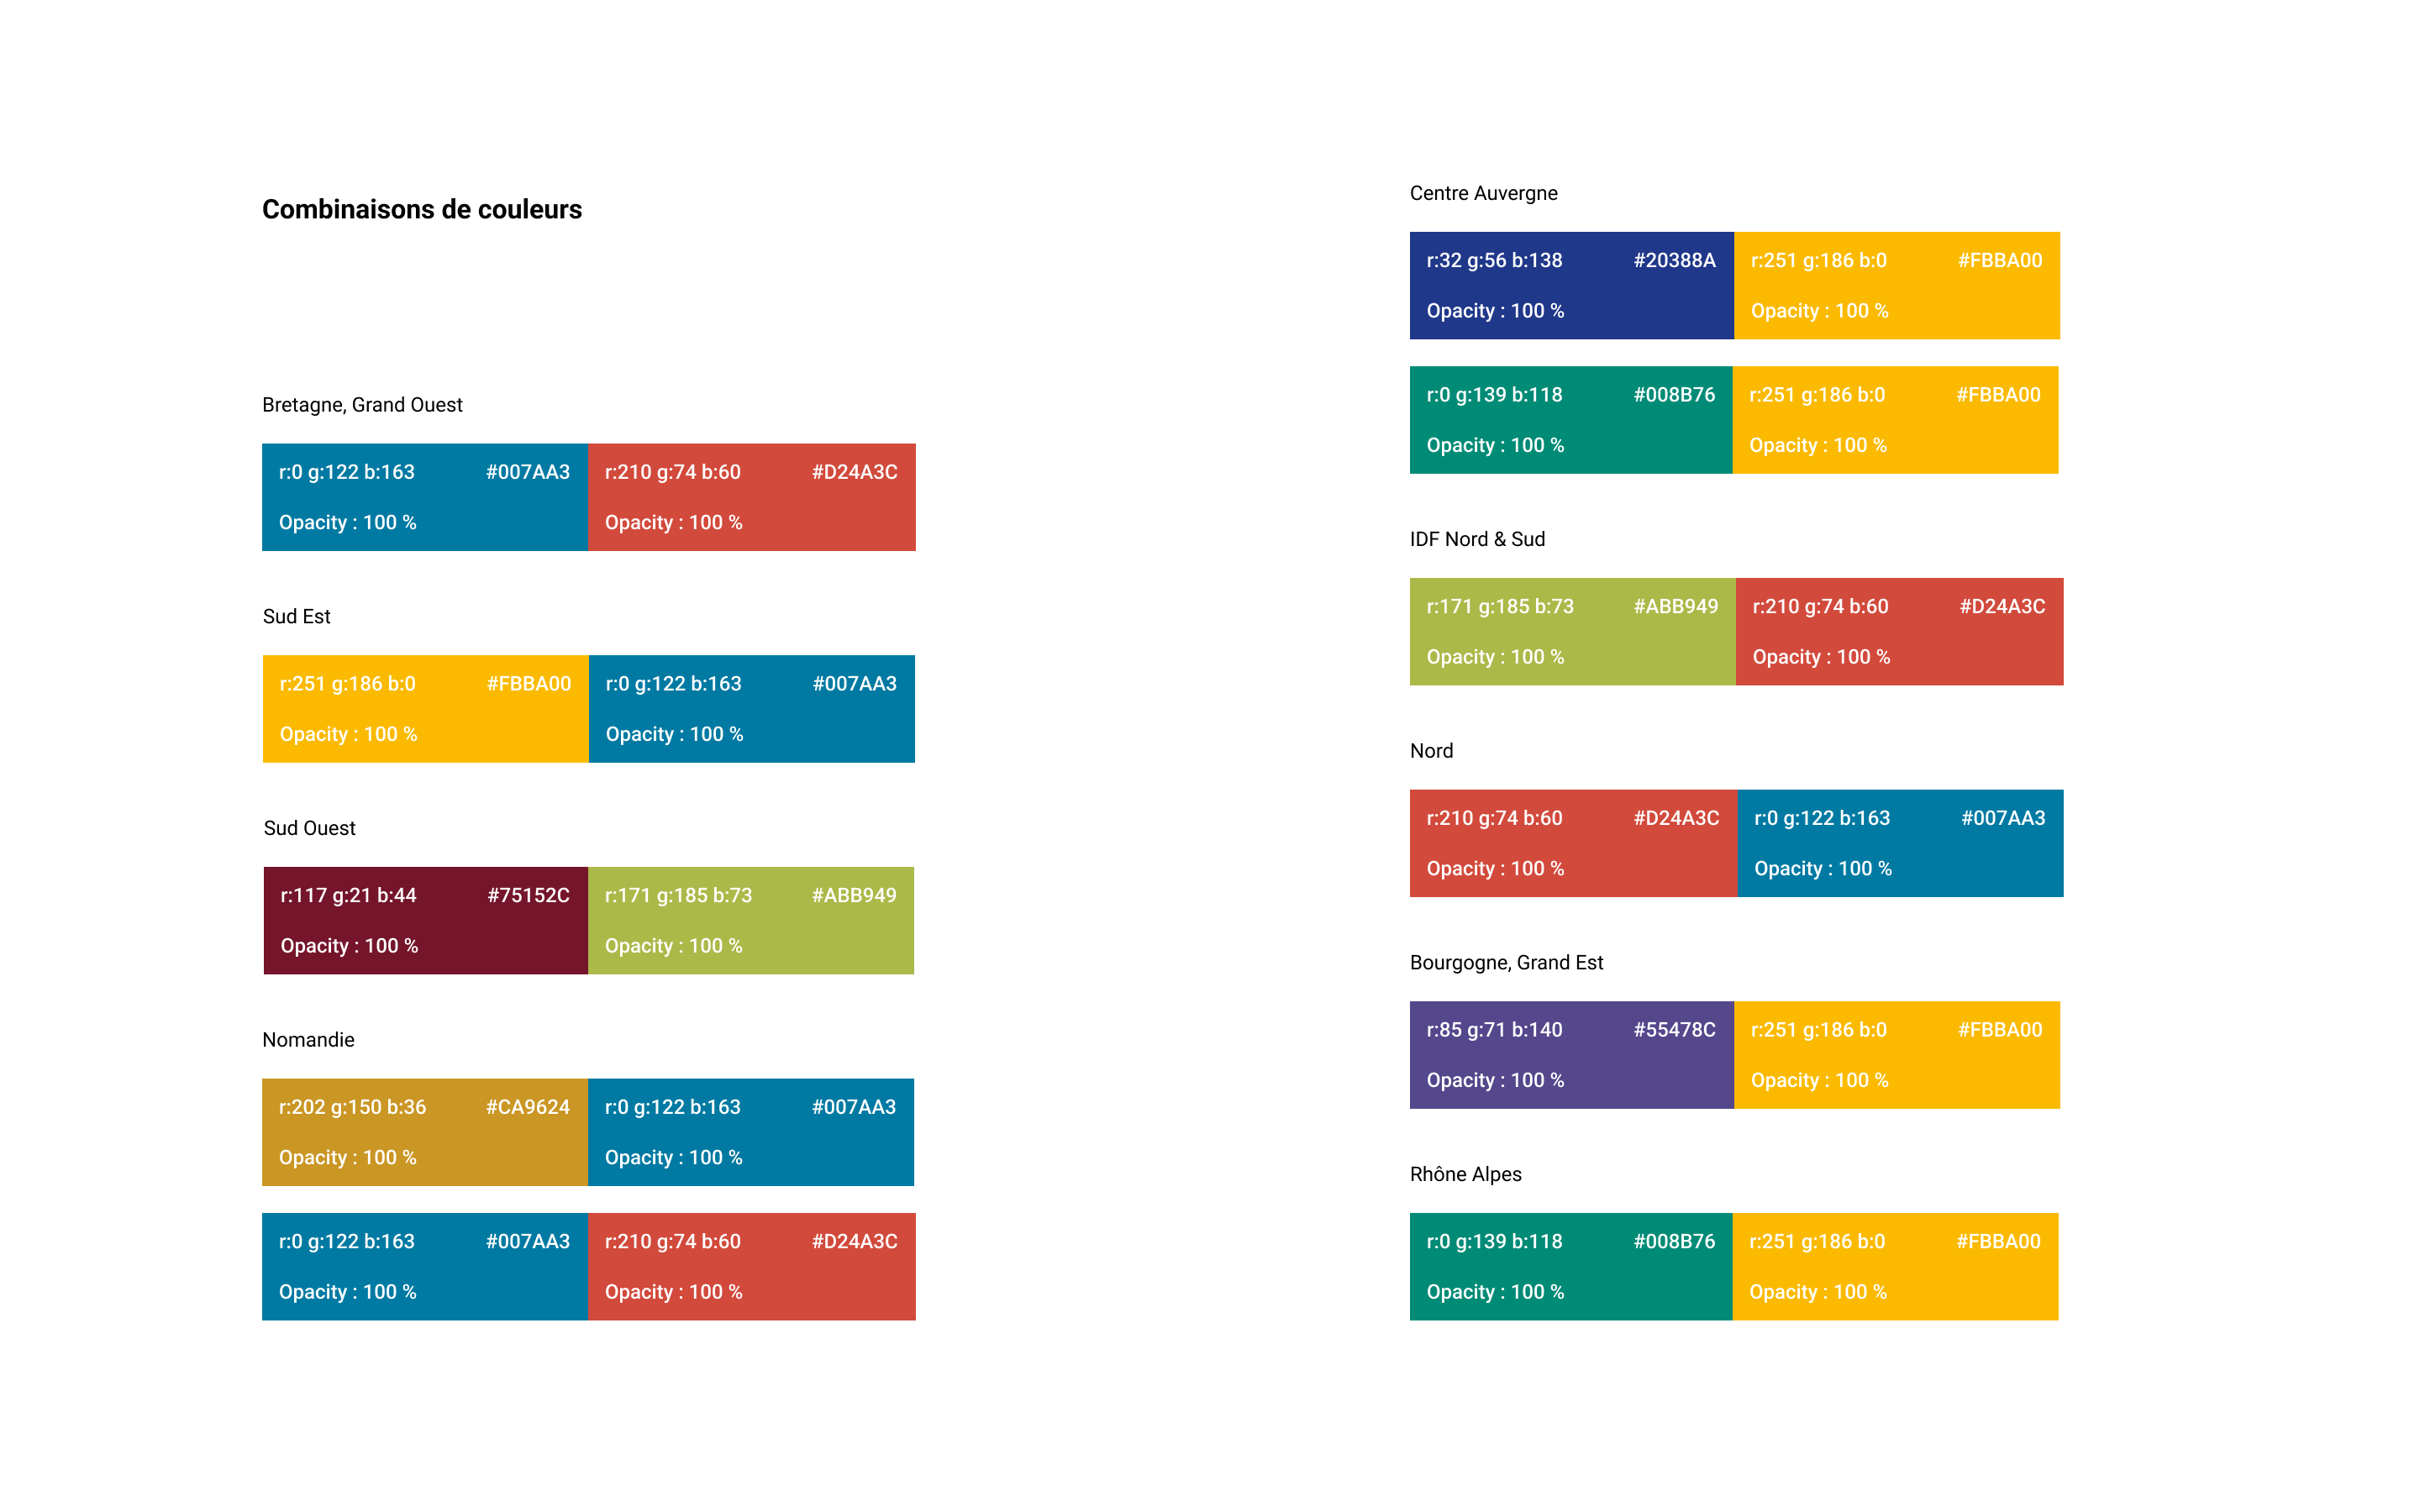 Combinaisons de couleurs
Bretagne, Grand Ouest
r:0 g:122 b:163 #007AA3 r:210 g:74 b:60 #D24A3C
Opacity : 100 % Opacity : 100 %
Sud Est
r:251 g:186 b:0 #FBBA00 r:0 g:122 b:163 #007AA3
Opacity : 100 % Opacity : 100 %
Sud Ouest
r:117 g:21 b:44 #75152C r:171 g:185 b:73 #ABB949
Opacity : 100 % Opacity : 100 %
Nomandie
r:202 g:150 b:36 #CA9624 r:0 g:122 b:163 #007AA3
Opacity : 100 % Opacity : 100 %
r:0 g:122 b:163 #007AA3 r:210 g:74 b:60 #D24A3C
Opacity : 100 % Opacity : 100 %
Centre Auvergne
r:32 g:56 b:138 #20388A r:251 g:186 b:0 #FBBA00
Opacity : 100 % Opacity : 100 %
r:0 g:139 b:118 #008B76 r:251 g:186 b:0 #FBBA00
Opacity : 100 % Opacity : 100 %
IDF Nord & Sud
r:171 g:185 b:73 #ABB949 r:210 g:74 b:60 #D24A3C
Opacity : 100 % Opacity : 100 %
Nord
r:210 g:74 b:60 #D24A3C r:0 g:122 b:163 #007AA3
Opacity : 100 % Opacity : 100 %
Bourgogne, Grand Est
r:85 g:71 b:140 #55478C r:251 g:186 b:0 #FBBA00
Opacity : 100 % Opacity : 100 %
Rhône Alpes
r:0 g:139 b:118 #008B76 r:251 g:186 b:0 #FBBA00
Opacity : 100 % Opacity : 100 %